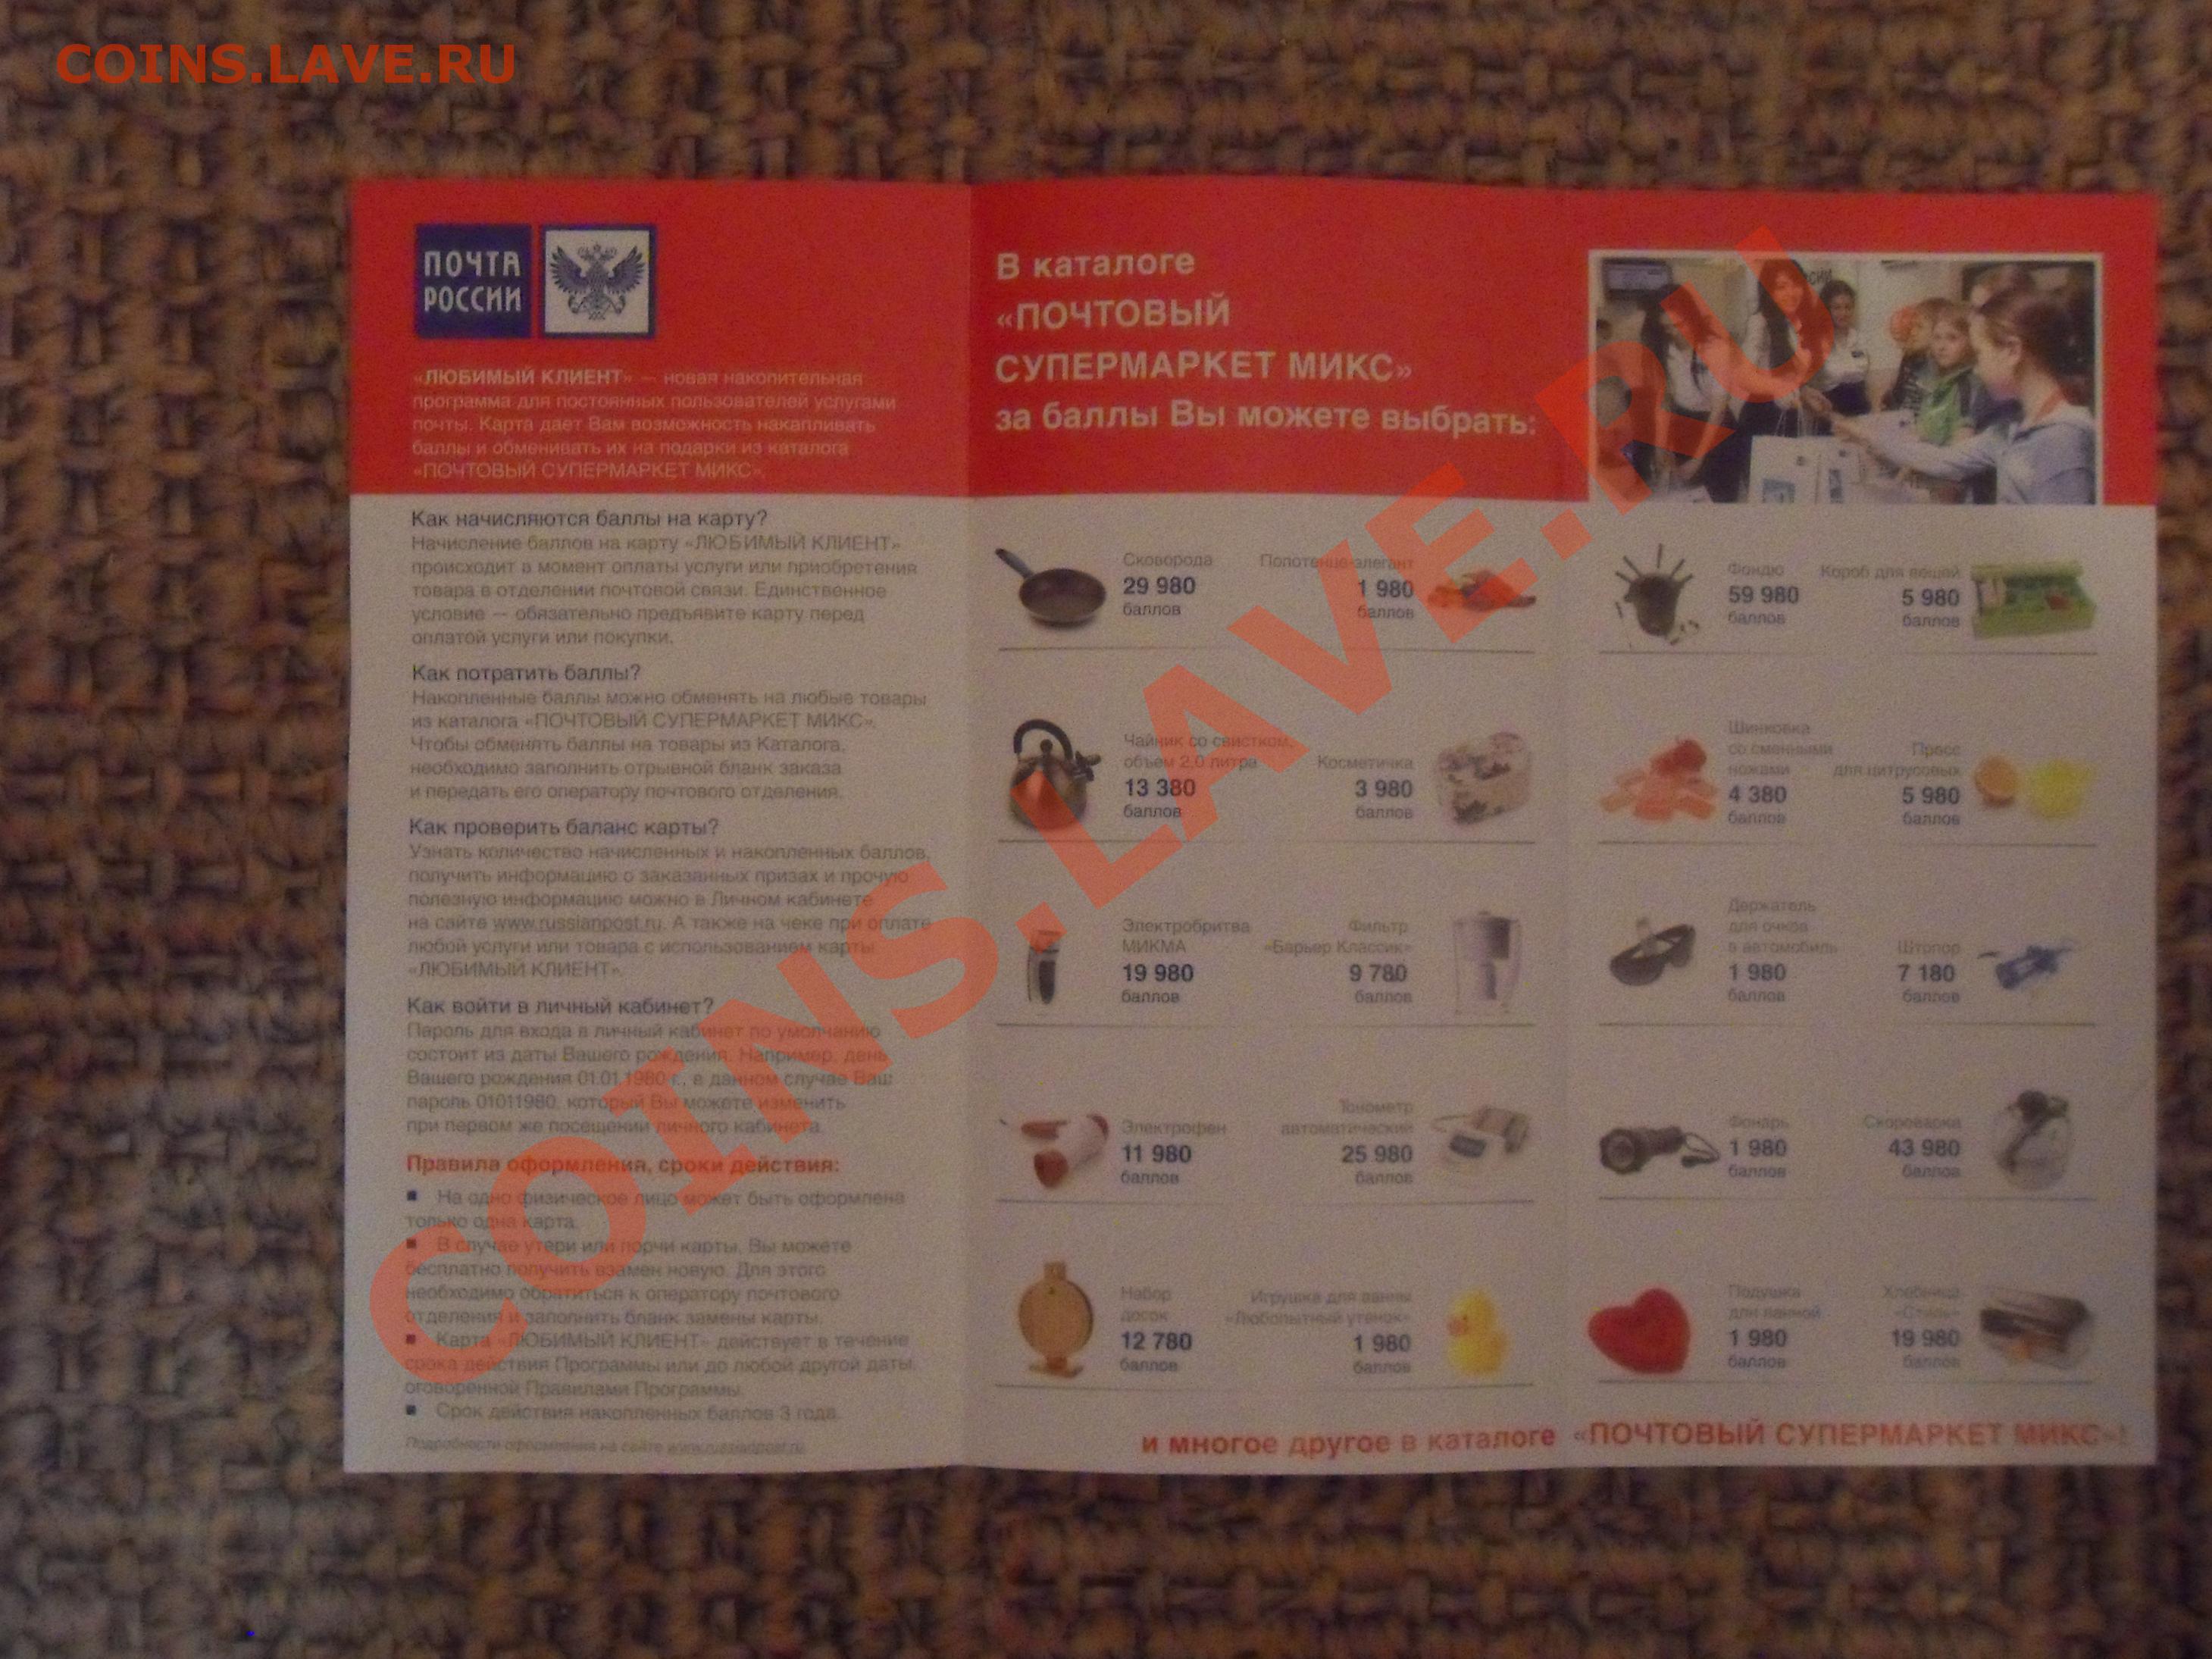 COINS.LAVE.RU
ПОЧТА
РОССИИ
«ЛЮБИМЫЙ КЛИЕНТ» — новая накопительная
программа для постоянных пользователей услугами
почты. Карта дает Вам возможность накапливать
баллы и обменивать их на подарки из каталога
«ПОЧТОВЫЙ СУПЕРМАРКЕТ МИКС».
Как начисляются баллы на карту?
Начисление баллов на карту «ЛЮБИМЫЙ КЛИЕНТ»
происходит в момент оплаты услуги или приобретения
товара в отделении почтовой связи. Единственное
условие — обязательно предъявите карту перед
оплатой услуги или покупки.
Как потратить баллы?
Накопленные баллы можно обменять на любые товары
из каталога «ПОЧТОВЫЙ СУПЕРМАРКЕТ МИКС».
Чтобы обменять баллы на товары из Каталога,
необходимо заполнить отрывной бланк заказа
и передать его оператору почтового отделения.
Как проверить баланс карты?
Узнать количество начисленных и накопленных баллов,
получить информацию о заказанных призах и прочую
полезную информацию можно в Личном кабинете
на сайте www.russianpost.ru. А также на чеке при оплате
любой услуги или товара с использованием карты
«ЛЮБИМЫЙ КЛИЕНТ».
Как войти в личный кабинет?
Пароль для входа в личный кабинет по умолчанию
состоит из даты Вашего рождения. Например, день
Вашего рождения 01.01.1980 г., в данном случае Ваш
пароль 01011980, который Вы можете изменить
при первом же посещении личного кабинета.
Правила оформления, сроки действия:
■ На одно физическое лицо может быть оформлена
только одна карта.
■ В случае утери или порчи карты, Вы можете
бесплатно получить взамен новую. Для этого
необходимо обратиться к оператору почтового
отделения и заполнить бланк замены карты.
■ Карта «ЛЮБИМЫЙ КЛИЕНТ» действует в течение
срока действия Программы или до любой другой даты,
оговоренной Правилами Программы.
■ Срок действия накопленных баллов 3 года.
Подробности оформления на сайте www.russianpost.ru
В каталоге
«ПОЧТОВЫЙ
СУПЕРМАРКЕТ МИКС»
за баллы Вы можете выбрать:
Сковорода
29 980
баллов
Полотенце-элегант
1 980
баллов
Фондю
59 980
баллов
Короб для вещей
5 980
баллов
Чайник со свистком,
объем 2,0 литра
13 380
баллов
Косметичка
3 980
баллов
Шинковка
со сменными
ножами
4 380
баллов
Пресс
для цитрусовых
5 980
баллов
Электробритва
МИКМА
19 980
баллов
Фильтр
«Барьер Классик»
9 780
баллов
Держатель
для очков
в автомобиль
1 980
баллов
Штопор
7 180
баллов
Электрофен
11 980
баллов
Тонометр
автоматический
25 980
баллов
Фонарь
1 980
баллов
Скороварка
43 980
баллов
Набор
досок
12 780
баллов
Игрушка для ванны
«Любопытный утенок»
1 980
баллов
Подушка
для ванной
1 980
баллов
Хлебница
«Стиль»
19 980
баллов
и многое другое в каталоге «ПОЧТОВЫЙ СУПЕРМАРКЕТ МИКС»!
COINS.LAVE.RU